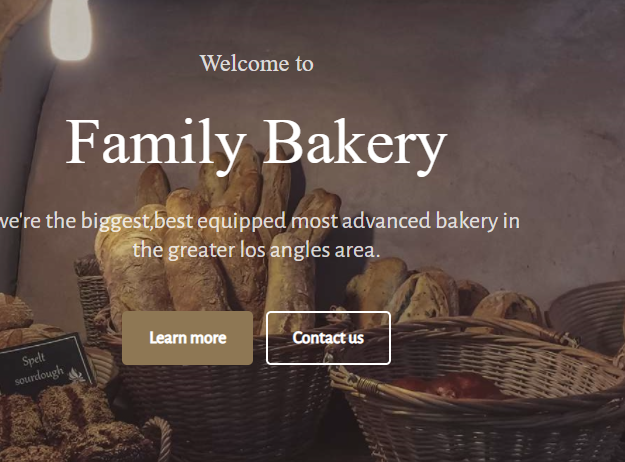 Welcome to
Family Bakery
we're the biggest,best equipped most advanced bakery in
the greater los angles area.
Learn more
Contact us
Spelt
sourdough